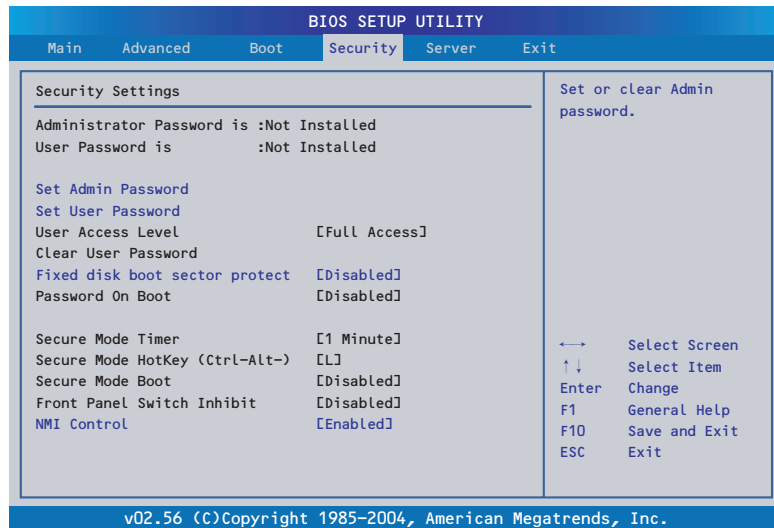 BIOS SETUP UTILITY
Main Advanced Boot Security Server Exit
Security Settings
Administrator Password is :Not Installed
User Password is :Not Installed
Set Admin Password
Set User Password
User Access Level [Full Access]
Clear User Password
Fixed disk boot sector protect [Disabled]
Password On Boot [Disabled]
Secure Mode Timer [1 Minute]
Secure Mode HotKey (Ctrl-Alt-) [L]
Secure Mode Boot [Disabled]
Front Panel Switch Inhibit [Disabled]
NMI Control [Enabled]
Set or clear Admin
password.
←→ Select Screen
↑↓ Select Item
Enter Change
F1 General Help
F10 Save and Exit
ESC Exit
v02.56 (C)Copyright 1985-2004, American Megatrends, Inc.